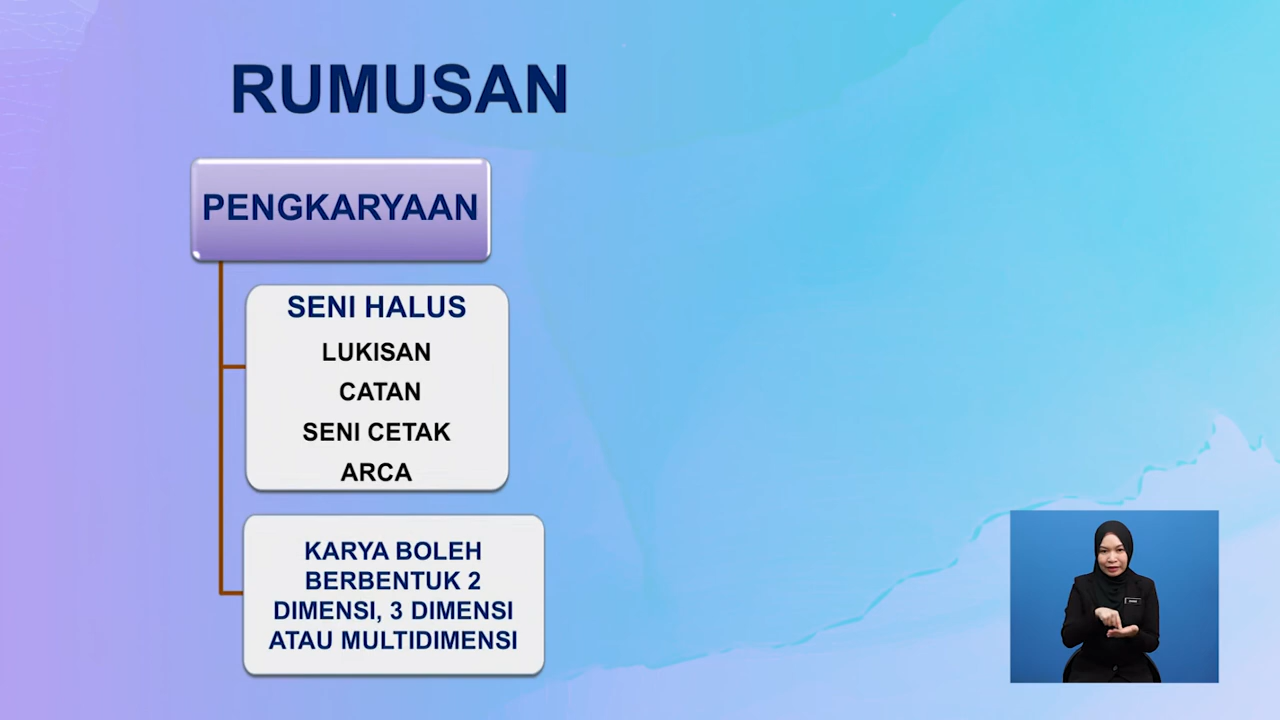 RUMUSAN
PENGKARYAAN
SENI HALUS
LUKISAN
CATAN
SENI CETAK
ARCA
KARYA BOLEH
BERBENTUK 2
DIMENSI, 3 DIMENSI
ATAU MULTIDIMENSI